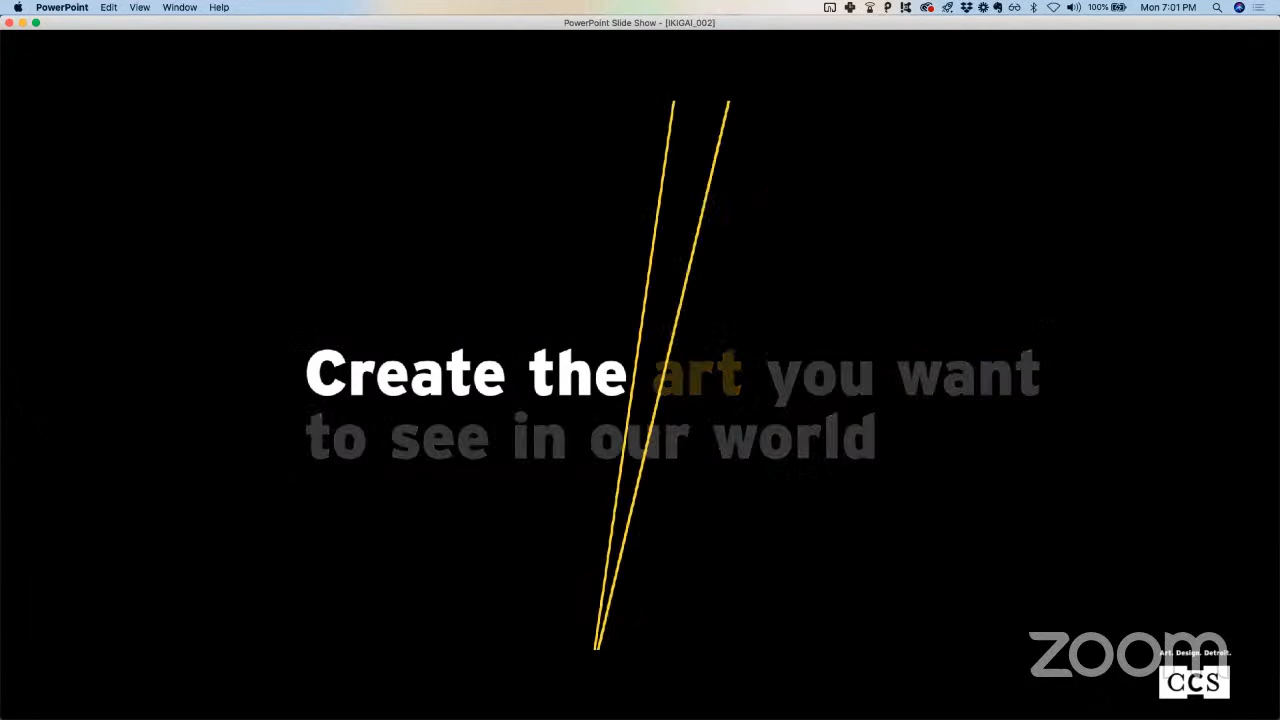 PowerPoint Edit View Window Help 100% Mon 7:01 PM
PowerPoint Slide Show - [IKIGAI_002]
Create the art you want
to see in our world
zoom
Art. Design. Detroit.
CCS